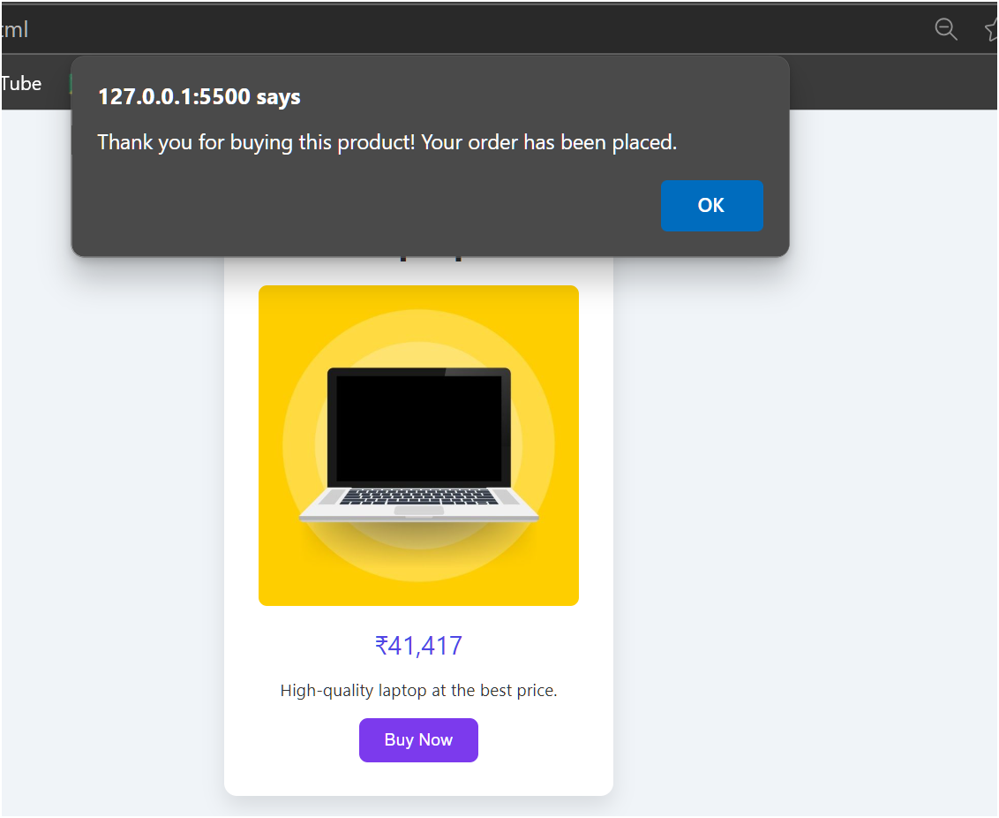 tml
Tube
127.0.0.1:5500 says
Thank you for buying this product! Your order has been placed.
OK
₹41,417
High-quality laptop at the best price.
Buy Now